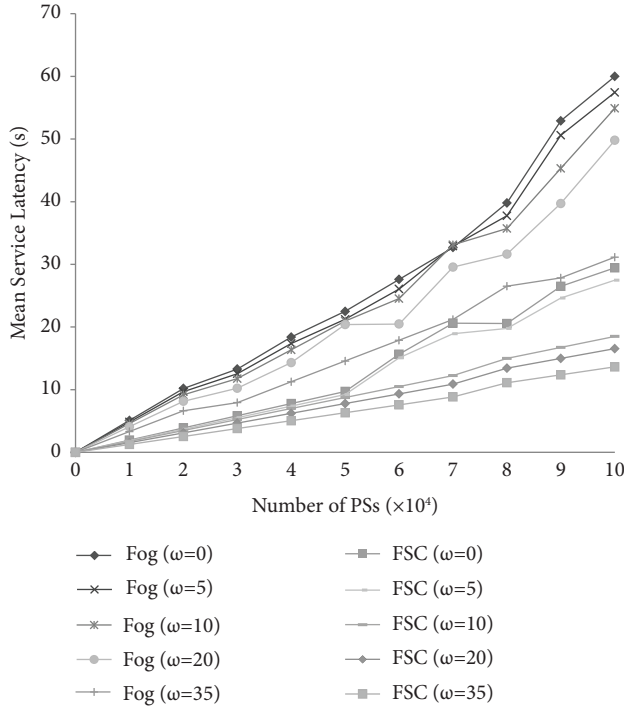 70
60
50
40
30
20
10
0
Mean Service Latency (s)
0 1 2 3 4 5 6 7 8 9 10
Number of PSs (×10⁴)
Fog (ω=0)
Fog (ω=5)
Fog (ω=10)
Fog (ω=20)
Fog (ω=35)
FSC (ω=0)
FSC (ω=5)
FSC (ω=10)
FSC (ω=20)
FSC (ω=35)